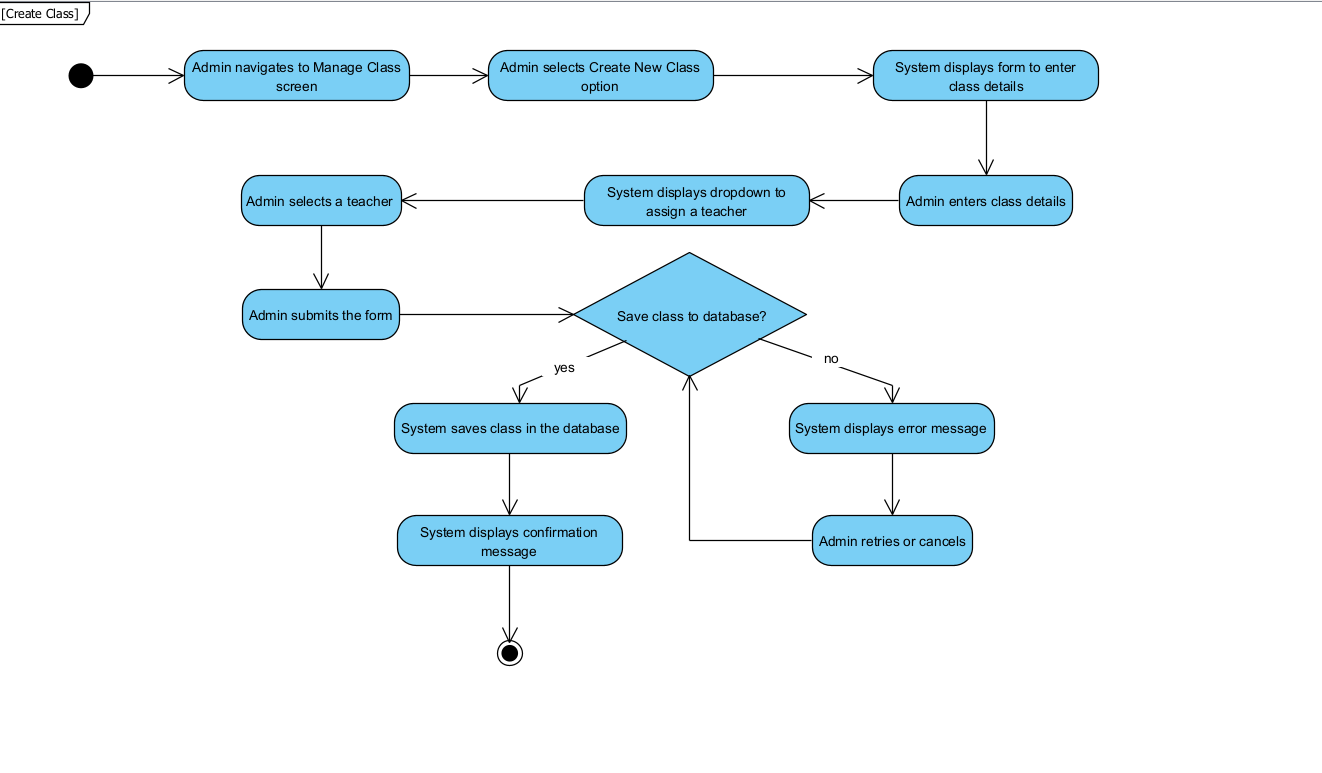 [Create Class]
Admin navigates to Manage Class
screen
Admin selects Create New Class
option
System displays form to enter
class details
Admin enters class details
System displays dropdown to
assign a teacher
Admin selects a teacher
Admin submits the form
Save class to database?
yes
no
System saves class in the database
System displays error message
System displays confirmation
message
Admin retries or cancels